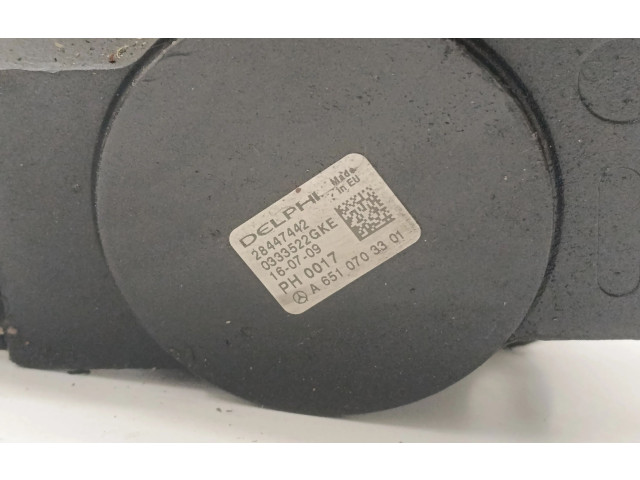 DELPHI
Made
in EU
28447442
0333522GKE
16-07-09
PH 0017
A 651 070 33 01